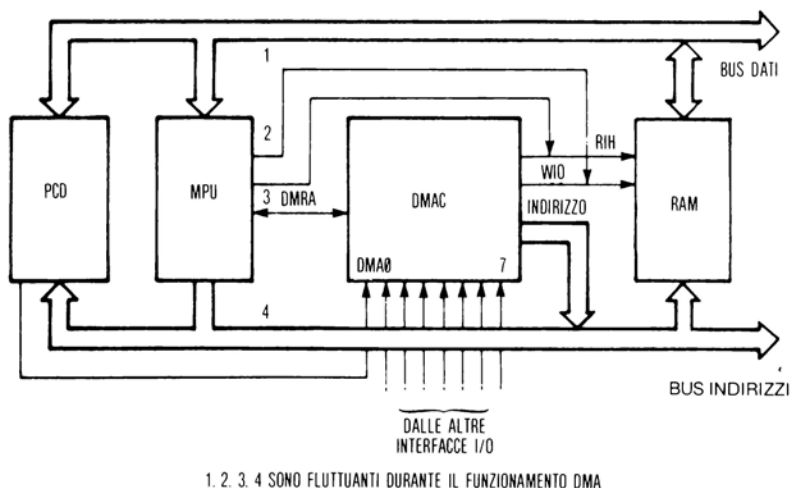 1
BUS DATI
2
RIH
PCD
MPU
WIO
3 DMRA
DMAC
RAM
INDIRIZZO
DMA0
7
4
BUS INDIRIZZI
DALLE ALTRE
INTERFACCE I/O
1. 2. 3. 4 SONO FLUTTUANTI DURANTE IL FUNZIONAMENTO DMA